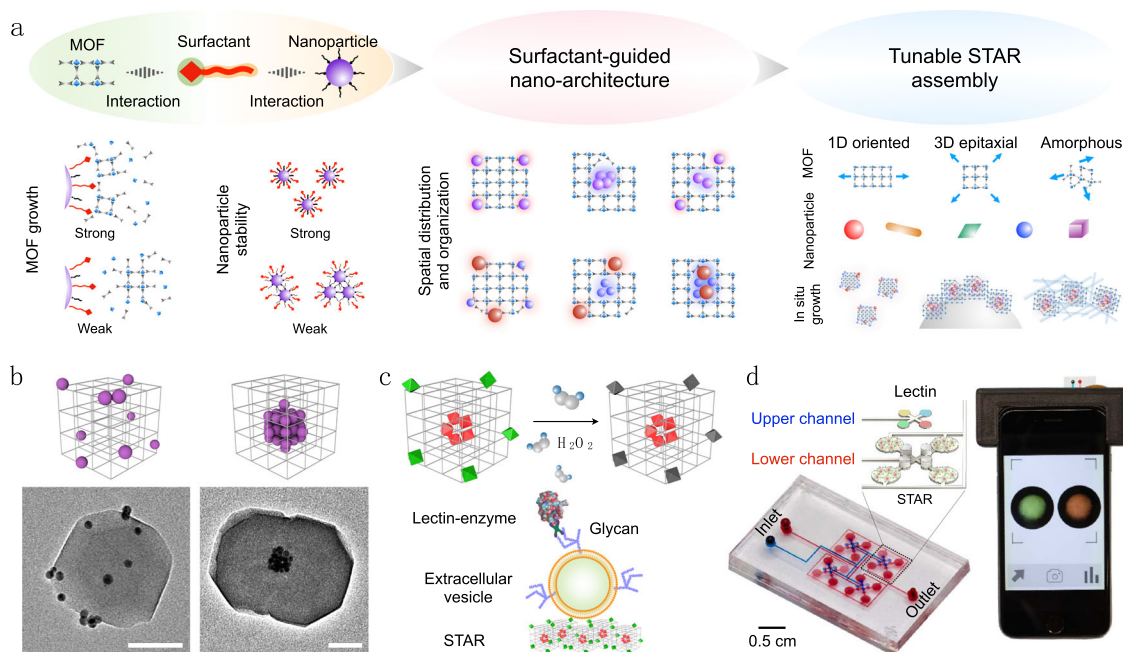 a
MOF
Surfactant
Nanoparticle
Interaction
Interaction
Surfactant-guided
nano-architecture
Tunable STAR
assembly
MOF growth
Strong
Weak
Nanoparticle
stability
Strong
Weak
Spatial distribution
and organization
1D oriented
3D epitaxial
Amorphous
MOF
Nanoparticle
In situ
growth
b
c
H2O2
Lectin-enzyme
Glycan
Extracellular
vesicle
STAR
d
Lectin
Upper channel
Lower channel
STAR
Inlet
Outlet
0.5 cm